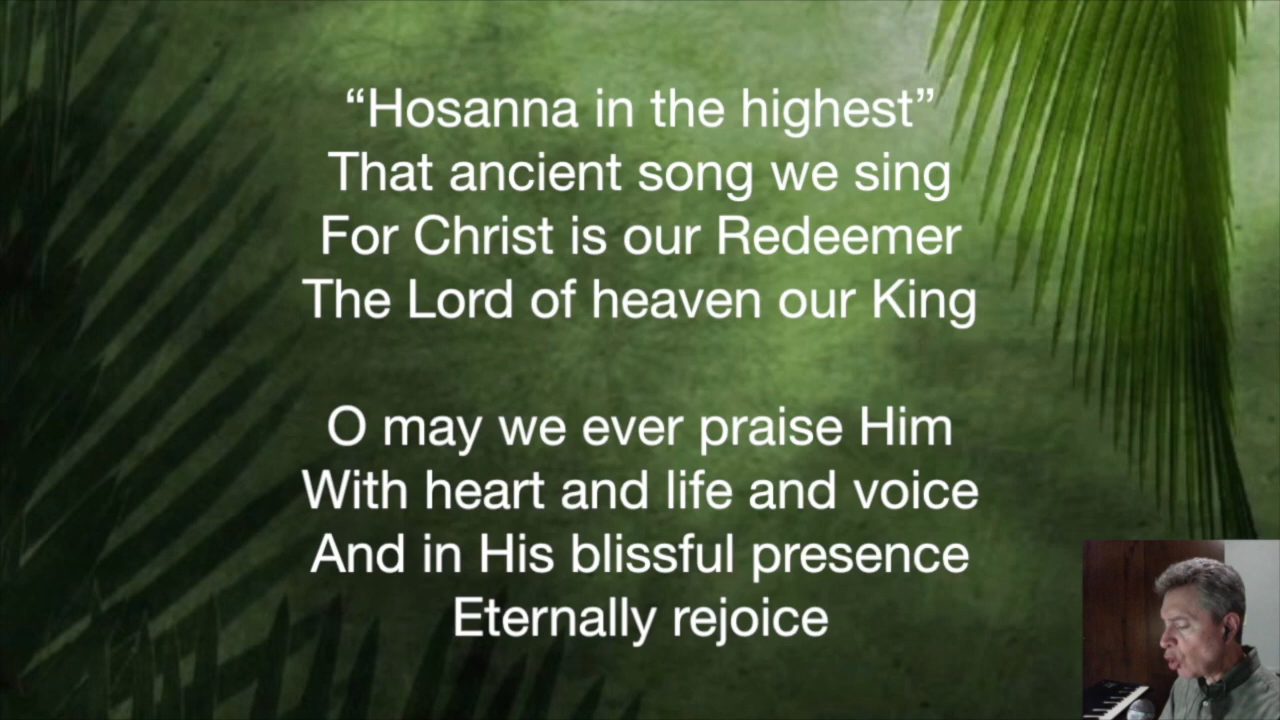 “Hosanna in the highest”
That ancient song we sing
For Christ is our Redeemer
The Lord of heaven our King
O may we ever praise Him
With heart and life and voice
And in His blissful presence
Eternally rejoice